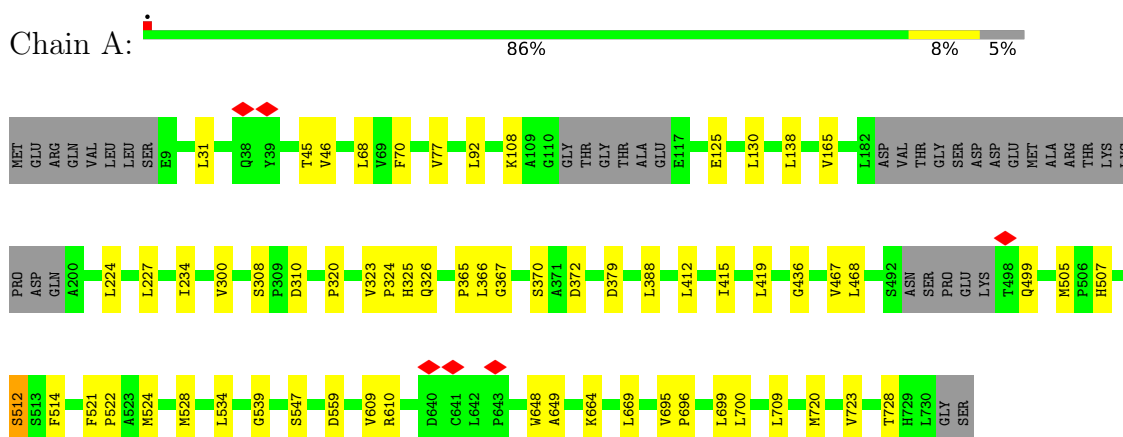 Chain A:
86% 8% 5%
MET GLU ARG GLN VAL LEU LEU SER E9 L31 Q38 Y39 T45 V46 L68 V69 F70 V77 L92 K108 A109 G110 GLY THR GLY THR ALA GLU E117 E125 L130 L138 V165 L182 ASP VAL THR GLY SER ASP ASP GLU MET ALA ARG THR LYS
PRO ASP GLN A200 L224 L227 I234 V300 S308 P309 D310 P320 V323 P324 H325 Q326 P365 L366 G367 S370 A371 D372 D379 L388 L412 I415 L419 G436 V467 L468 S492 ASN SER PRO GLU LYS T498 Q499 M505 P506 H507
S512 S513 F514 F521 P522 A523 M524 M528 L534 G539 S547 D559 V609 R610 D640 C641 L642 P643 W648 A649 K664 L669 V695 P696 L699 L700 L709 M720 V723 T728 H729 L730 GLY SER